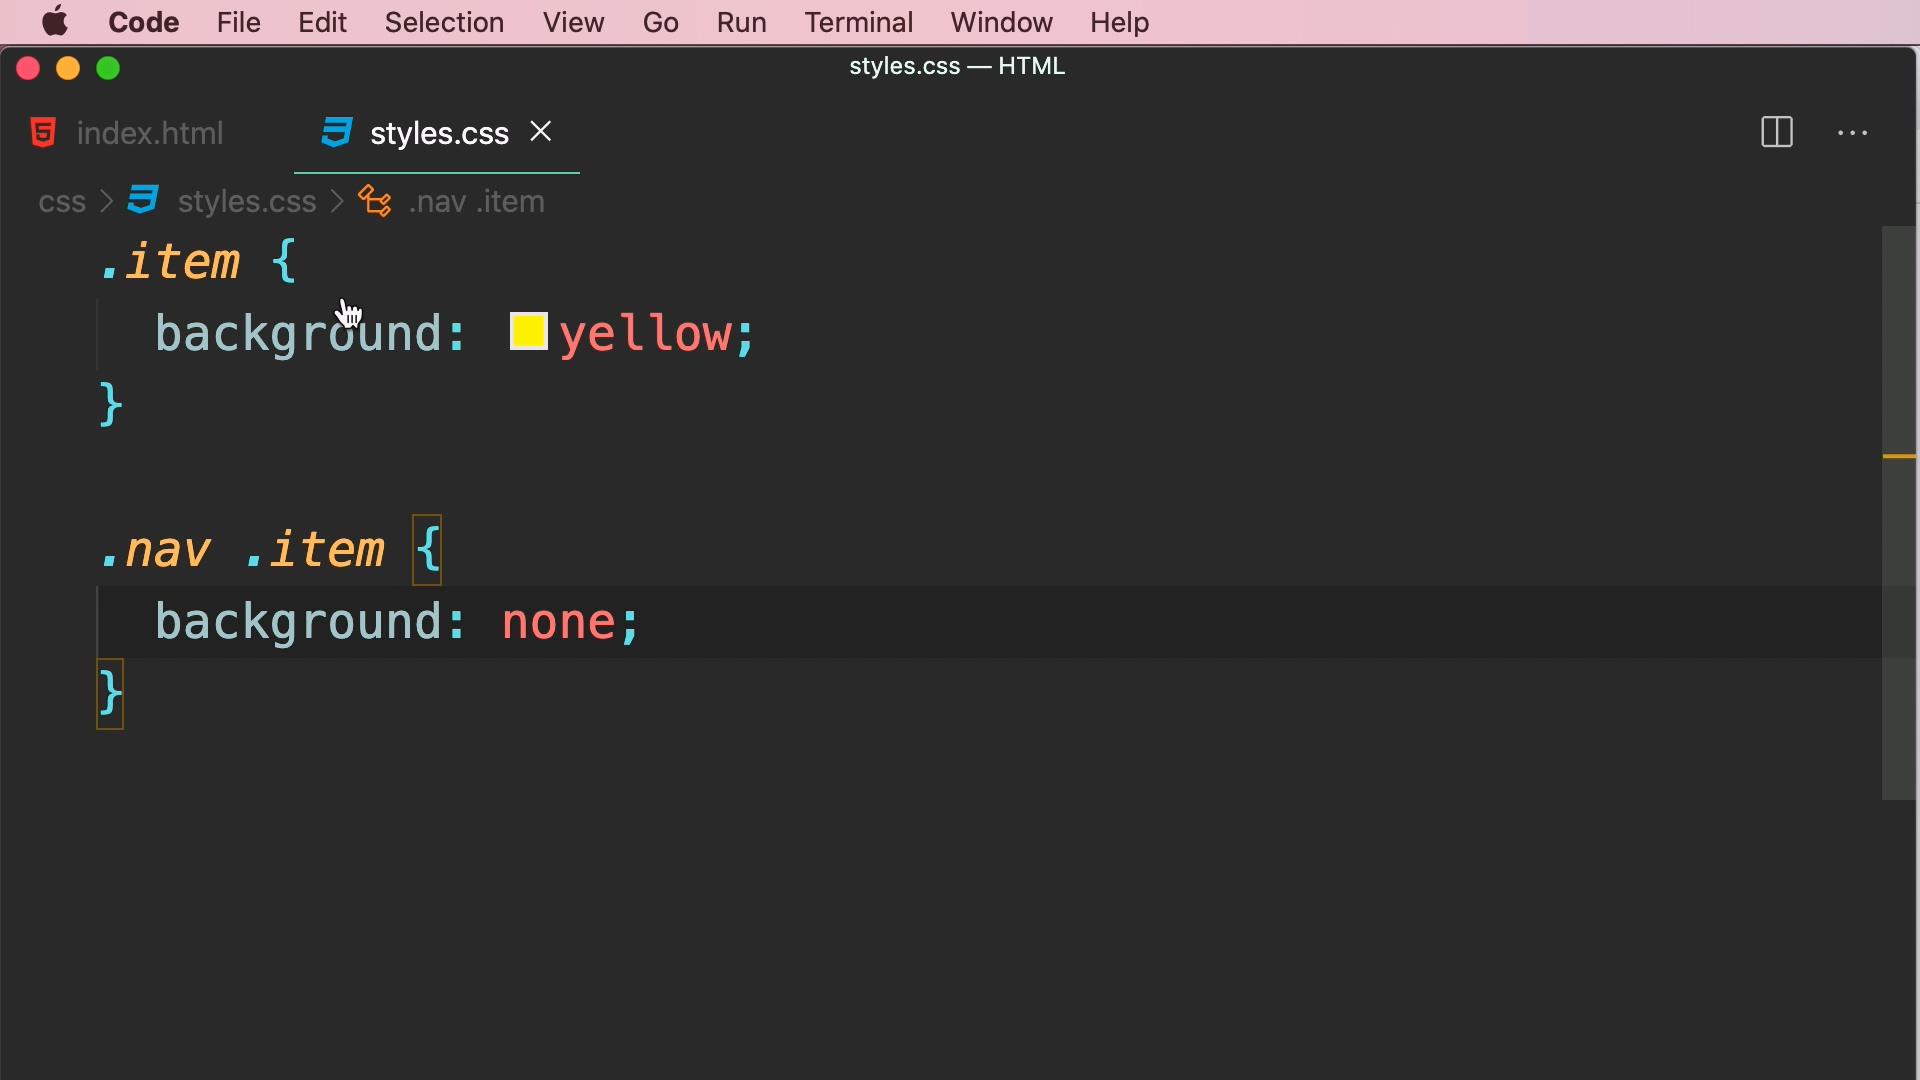 Code File Edit Selection View Go Run Terminal Window Help
styles.css — HTML
index.html styles.css
css > styles.css > .nav .item
.item {
background: yellow;
}
.nav .item {
background: none;
}